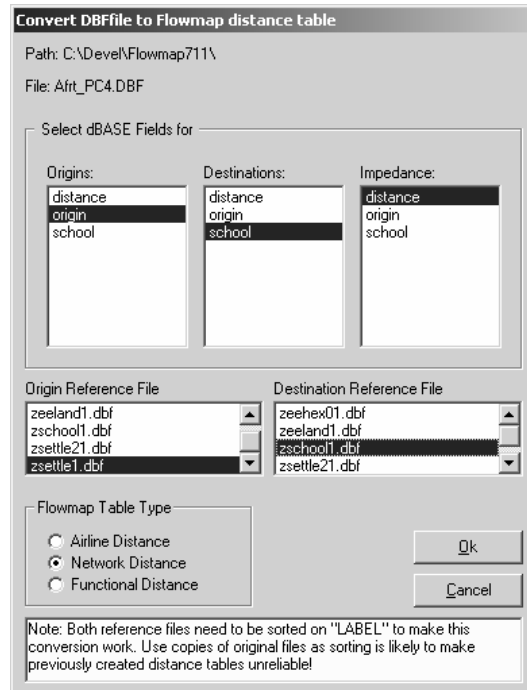 Convert DBFfile to Flowmap distance table
Path: C:\Devel\Flowmap711\
File: Afrt_PC4.DBF
Select dBASE Fields for
Origins:
distance
origin
school
Destinations:
distance
origin
school
Impedance:
distance
origin
school
Origin Reference File
zeeland1.dbf
zschool1.dbf
zsettle21.dbf
zsettle1.dbf
Destination Reference File
zeehex01.dbf
zeeland1.dbf
zschool1.dbf
zsettle21.dbf
Flowmap Table Type
Airline Distance
Network Distance
Functional Distance
Ok
Cancel
Note: Both reference files need to be sorted on "LABEL" to make this
conversion work. Use copies of original files as sorting is likely to make
previously created distance tables unreliable!